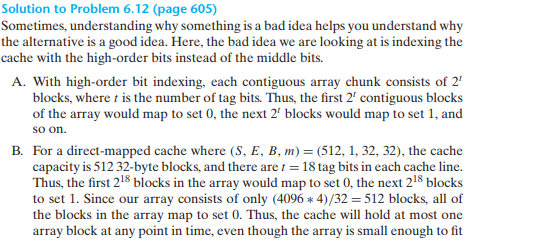 Solution to Problem 6.12 (page 605)
Sometimes, understanding why something is a bad idea helps you understand why
the alternative is a good idea. Here, the bad idea we are looking at is indexing the
cache with the high-order bits instead of the middle bits.
A. With high-order bit indexing, each contiguous array chunk consists of 2ᵗ
blocks, where t is the number of tag bits. Thus, the first 2ᵗ contiguous blocks
of the array would map to set 0, the next 2ᵗ blocks would map to set 1, and
so on.
B. For a direct-mapped cache where (S, E, B, m) = (512, 1, 32, 32), the cache
capacity is 512 32-byte blocks, and there are t = 18 tag bits in each cache line.
Thus, the first 2¹⁸ blocks in the array would map to set 0, the next 2¹⁸ blocks
to set 1. Since our array consists of only (4096 * 4)/32 = 512 blocks, all of
the blocks in the array map to set 0. Thus, the cache will hold at most one
array block at any point in time, even though the array is small enough to fit